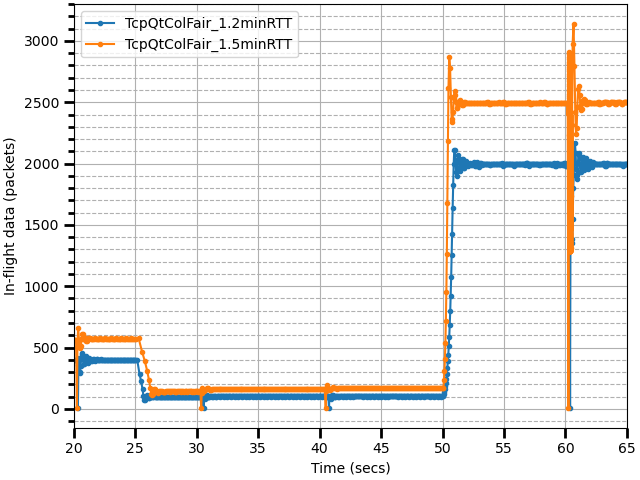 TcpQtColFair_1.2minRTT
TcpQtColFair_1.5minRTT
In-flight data (packets)
3000
2500
2000
1500
1000
500
0
20 25 30 35 40 45 50 55 60 65
Time (secs)